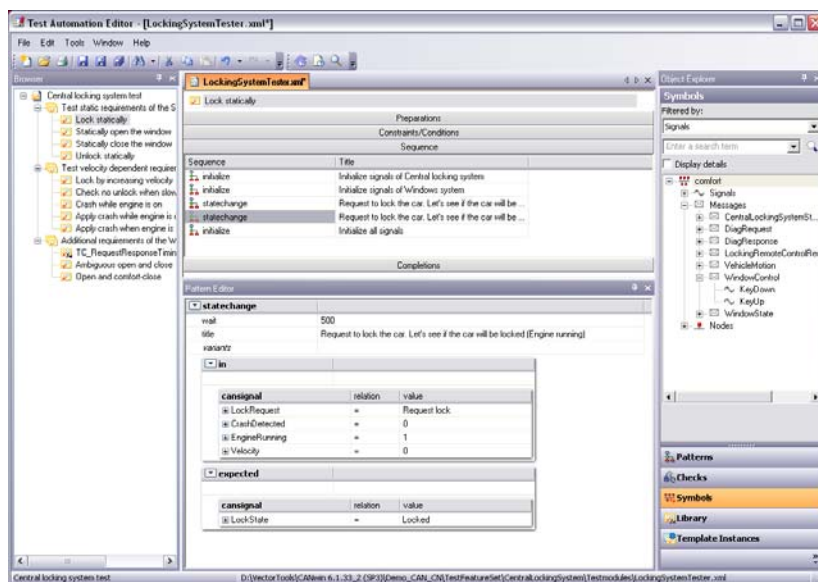 Test Automation Editor - [LockingSystemTester.xml*]
File Edit Tools Window Help
Browser
Central locking system test
Test static requirements of the S
Lock statically
Statically open the window
Statically close the window
Unlock statically
Test velocity dependent requirer
Lock by increasing velocity
Check no unlock when slow
Crash while engine is on
Apply crash while engine is
Apply crash when engine is
Additional requirements of the W
TC_RequestResponseTimin
Ambiguous open and close
Open and comfort-close
Central locking system test
LockingSystemTester.xml*
Lock statically
Preparations
Constraints/Conditions
Sequence
Sequence Title
initialize Initialize signals of Central locking system
initialize Initialize signals of Windows system
statechange Request to lock the car. Let's see if the car will be ...
statechange Request to lock the car. Let's see if the car will be ...
initialize Initialize all signals
Completions
Pattern Editor
statechange
wait 500
title Request to lock the car. Let's see if the car will be locked (Engine running)
variants
in
cansignal relation value
LockRequest = Request lock
CrashDetected = 0
EngineRunning = 1
Velocity = 0
expected
cansignal relation value
LockState = Locked
Object Explorer
Symbols
Filtered by:
Signals
Enter a search term
Display details
comfort
Signals
Messages
CentralLockingSystemSt...
DiagRequest
DiagResponse
LockingRemoteControlRe
VehicleMotion
WindowControl
KeyDown
KeyUp
WindowState
Nodes
Patterns
Checks
Symbols
Library
Template Instances
D:\VectorTools\CANwin 6.1.33_2 (SP3)\Demo_CAN_CN\TestFeatureSet\CentralLockingSystem\Testmodules\LockingSystemTester.xml